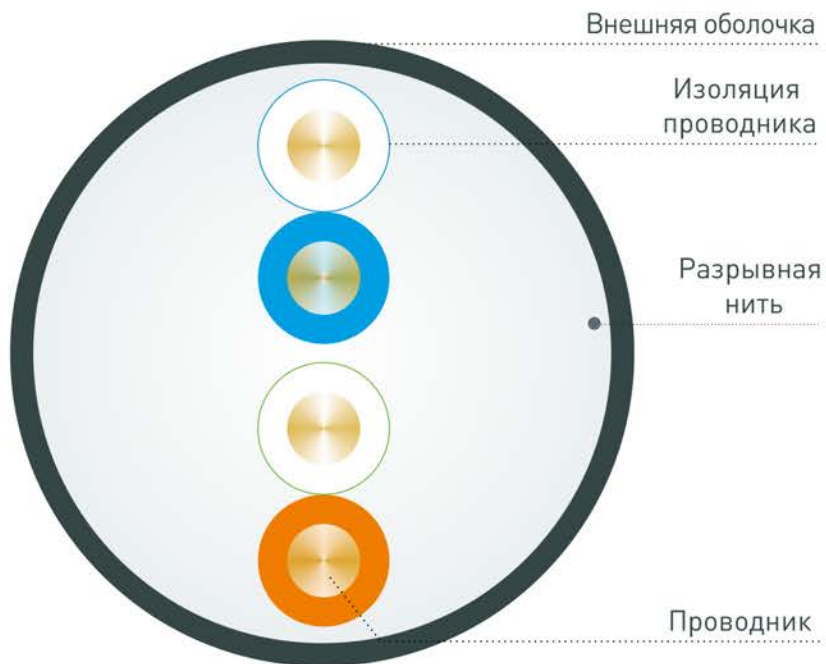 Внешняя оболочка
Изоляция
проводника
Разрывная
нить
Проводник